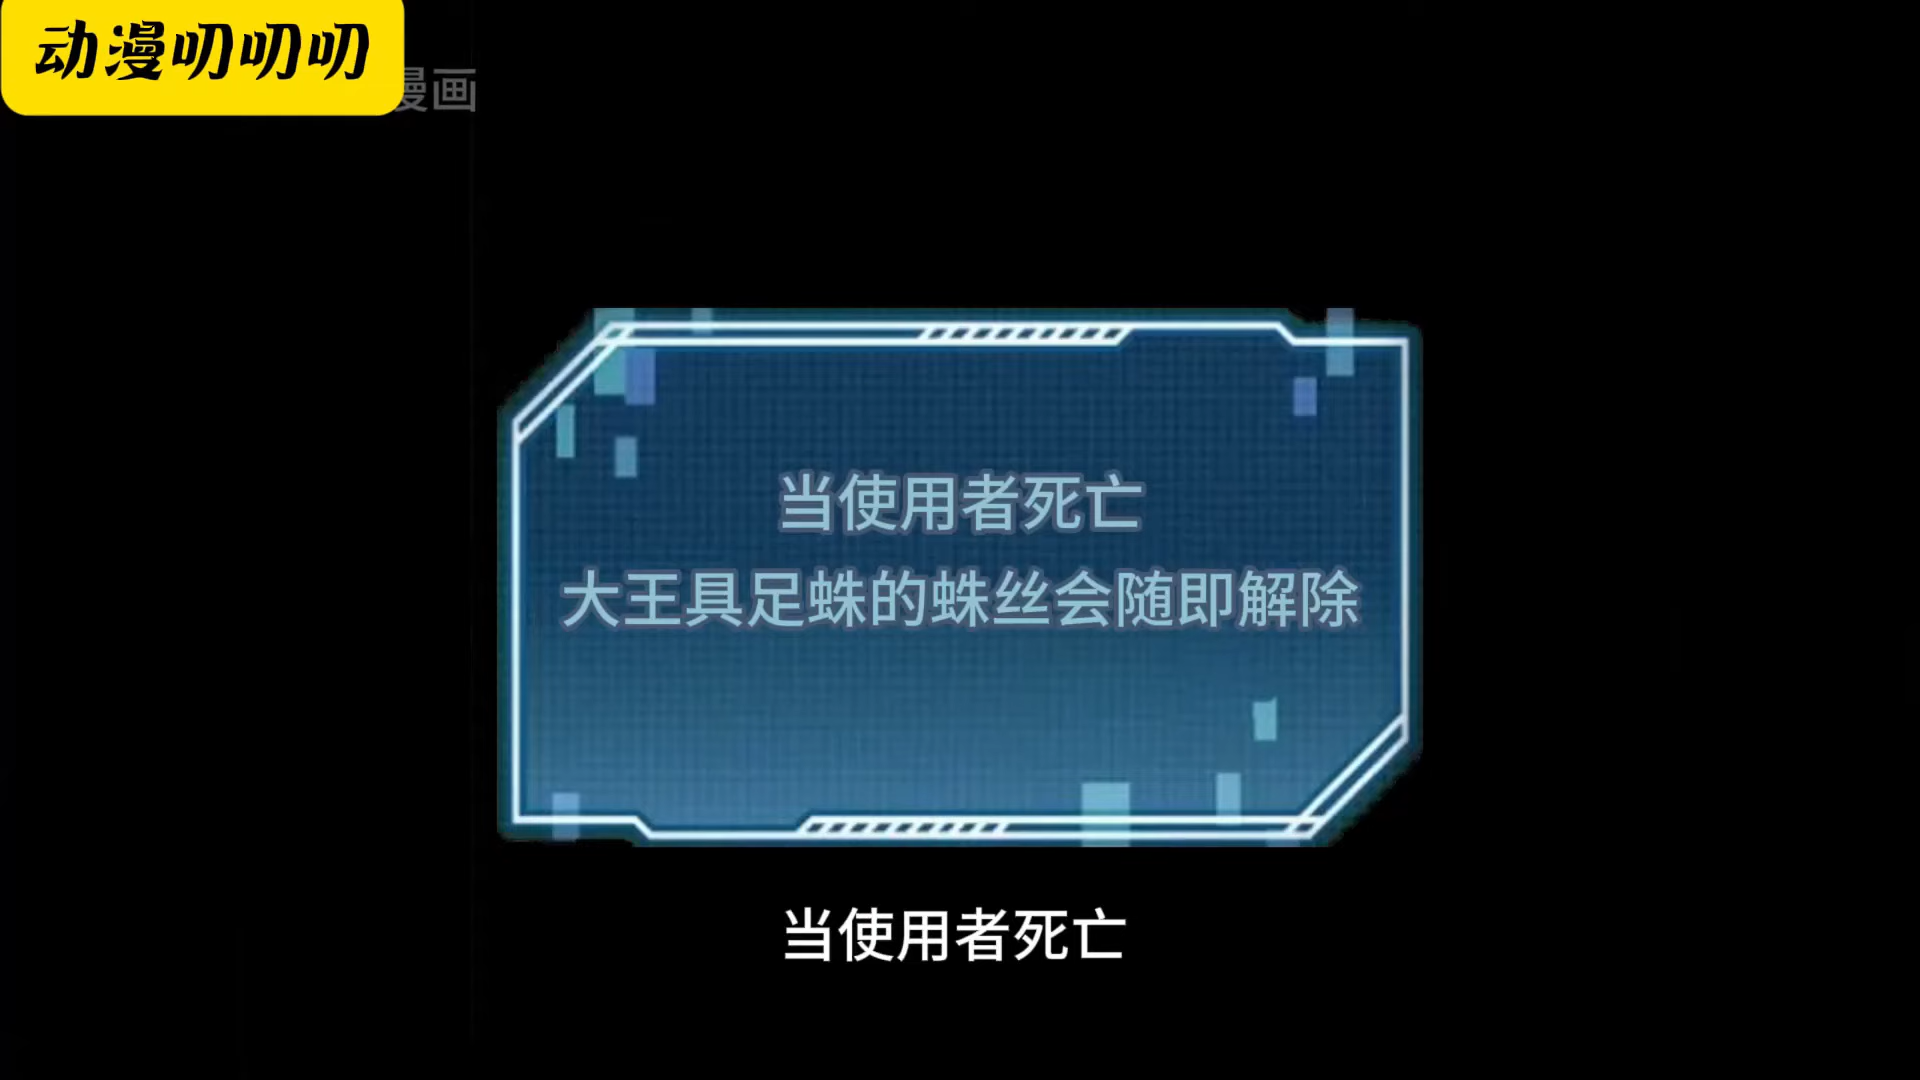 动漫叨叨叨
漫画
当使用者死亡
大王具足蛛的蛛丝会随即解除
当使用者死亡